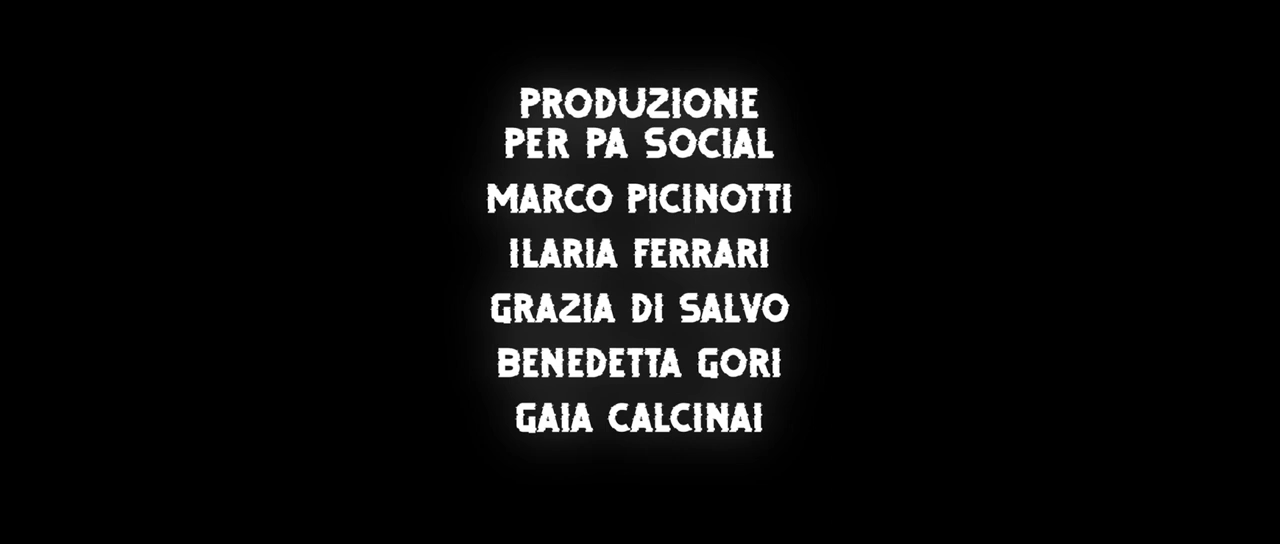 PRODUZIONE
PER PA SOCIAL
MARCO PICINOTTI
ILARIA FERRARI
GRAZIA DI SALVO
BENEDETTA GORI
GAIA CALCINAI